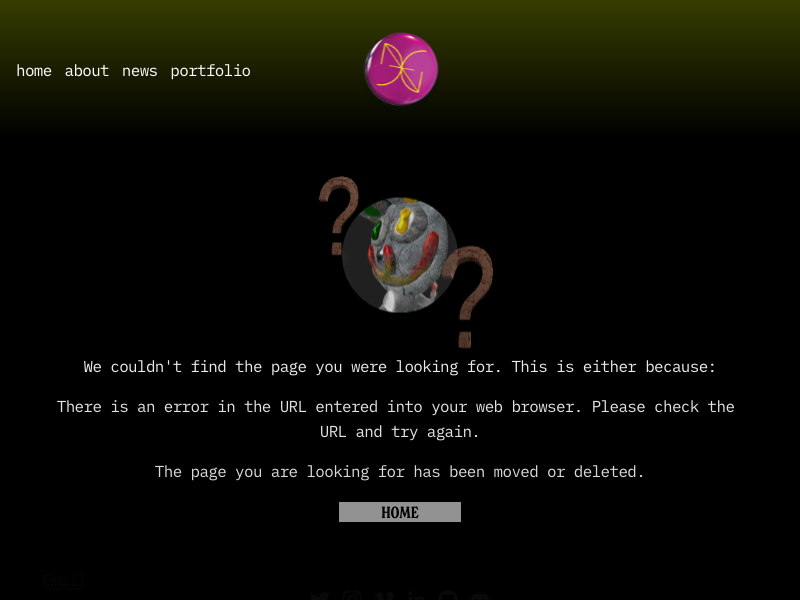 home about news portfolio
? ?
We couldn't find the page you were looking for. This is either because:
There is an error in the URL entered into your web browser. Please check the
URL and try again.
The page you are looking for has been moved or deleted.
HOME
Email